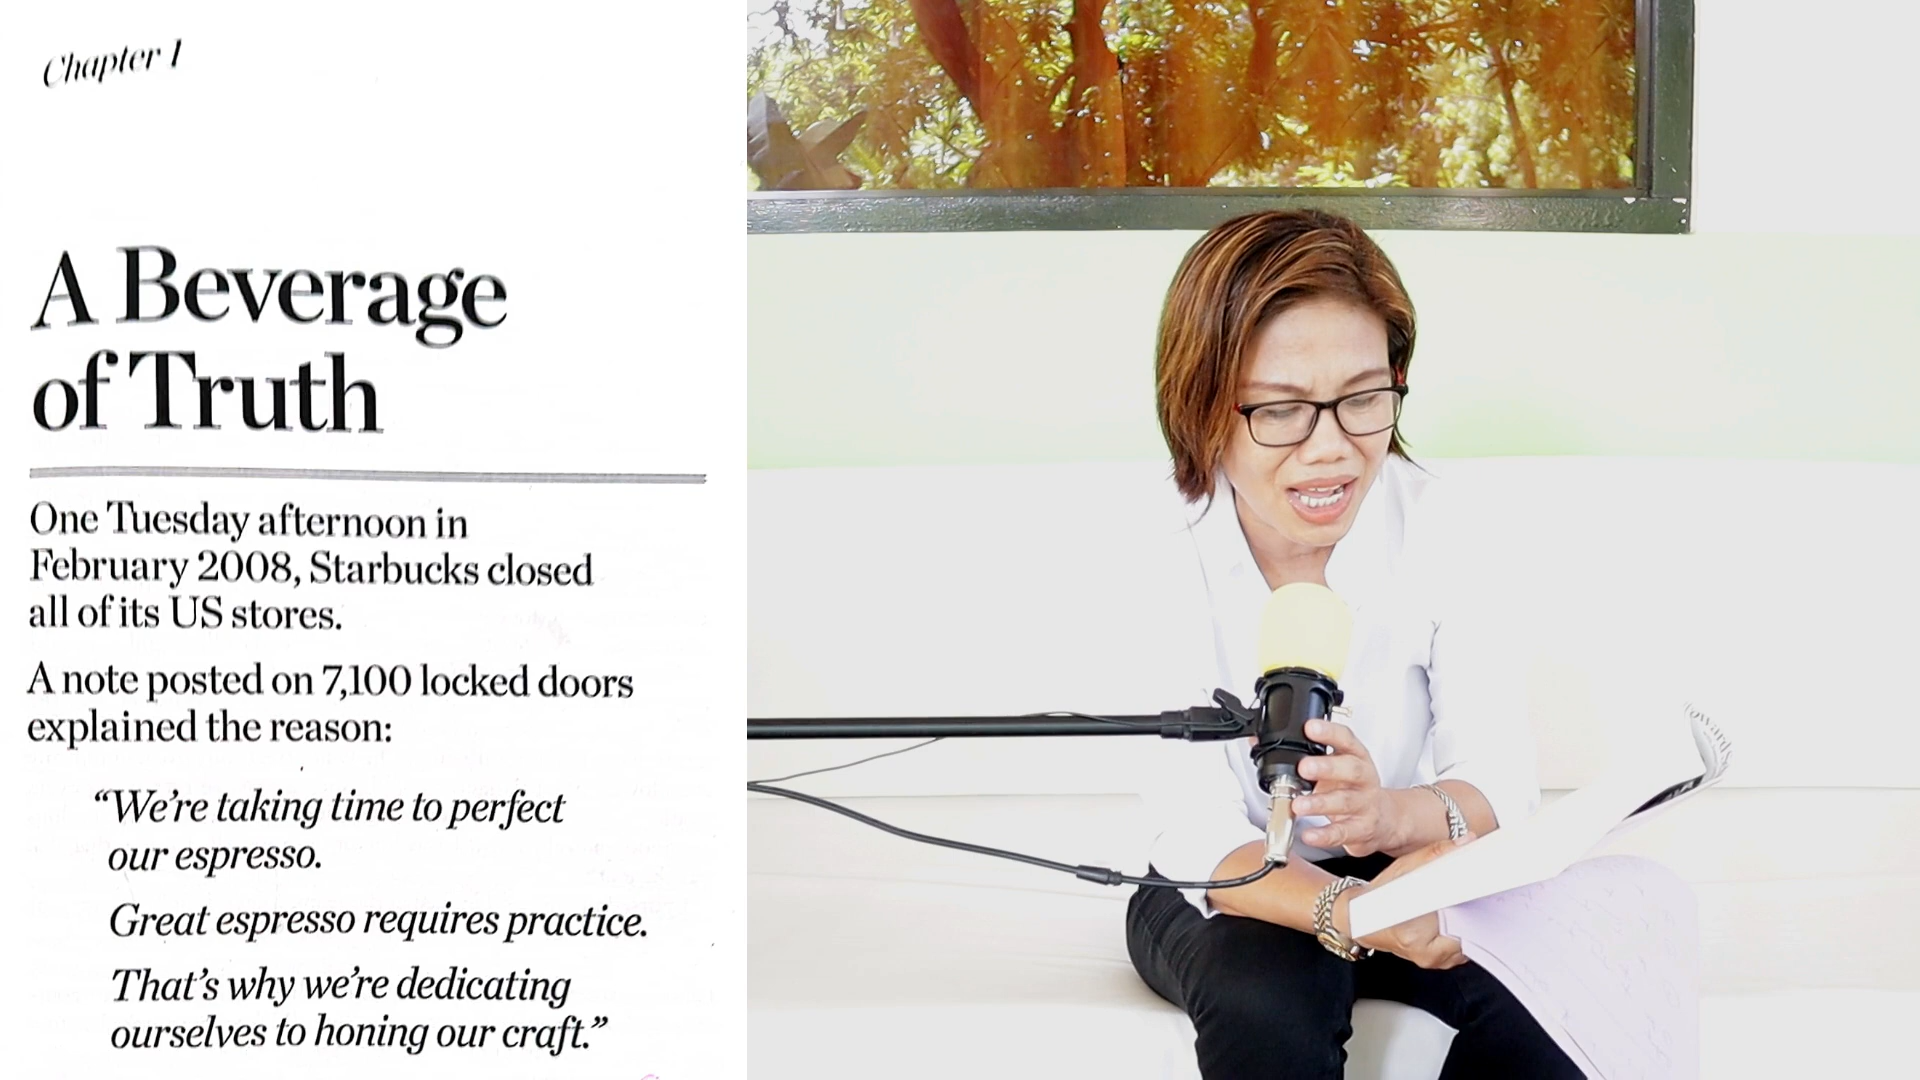 Chapter 1
A Beverage
of Truth
One Tuesday afternoon in
February 2008, Starbucks closed
all of its US stores.
A note posted on 7,100 locked doors
explained the reason:
“We’re taking time to perfect
our espresso.
Great espresso requires practice.
That’s why we’re dedicating
ourselves to honing our craft.”